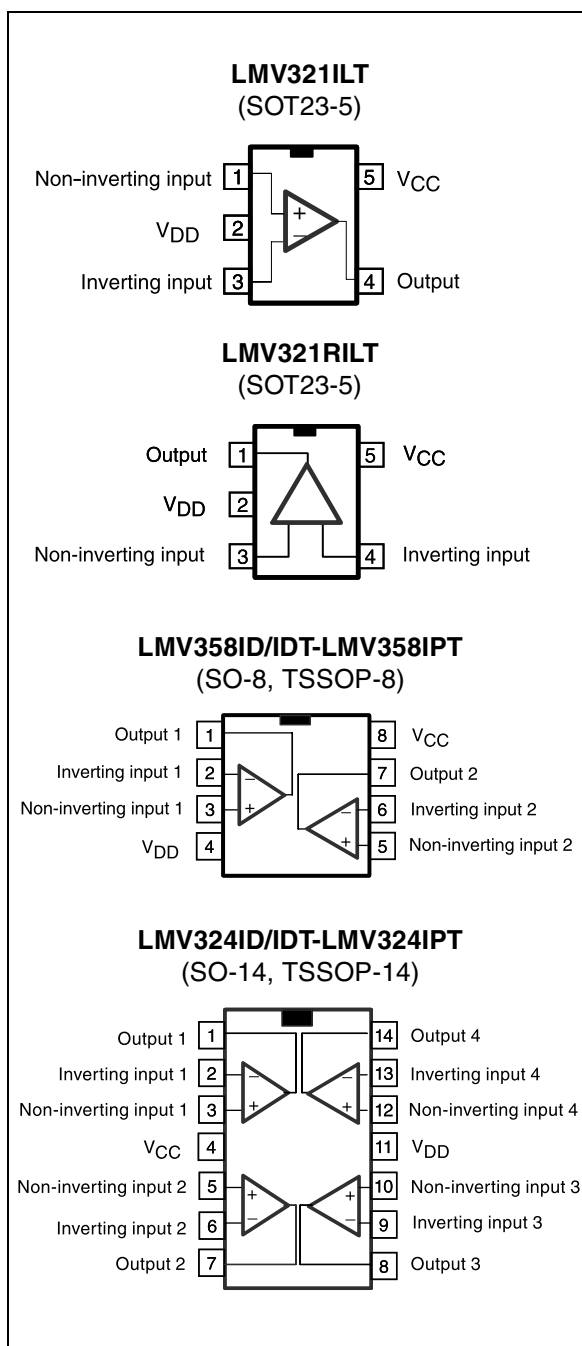 LMV321ILT
(SOT23-5)
Non-inverting input 1 5 VCC
+
VDD 2
−
Inverting input 3 4 Output
LMV321RILT
(SOT23-5)
Output 1 5 VCC
VDD 2
Non-inverting input 3 4 Inverting input
LMV358ID/IDT-LMV358IPT
(SO-8, TSSOP-8)
Output 1 1 8 VCC
Inverting input 1 2 − 7 Output 2
Non-inverting input 1 3 + − 6 Inverting input 2
VDD 4 + 5 Non-inverting input 2
LMV324ID/IDT-LMV324IPT
(SO-14, TSSOP-14)
Output 1 1 14 Output 4
Inverting input 1 2 − − 13 Inverting input 4
Non-inverting input 1 3 + + 12 Non-inverting input 4
VCC 4 11 VDD
Non-inverting input 2 5 + + 10 Non-inverting input 3
Inverting input 2 6 − − 9 Inverting input 3
Output 2 7 8 Output 3